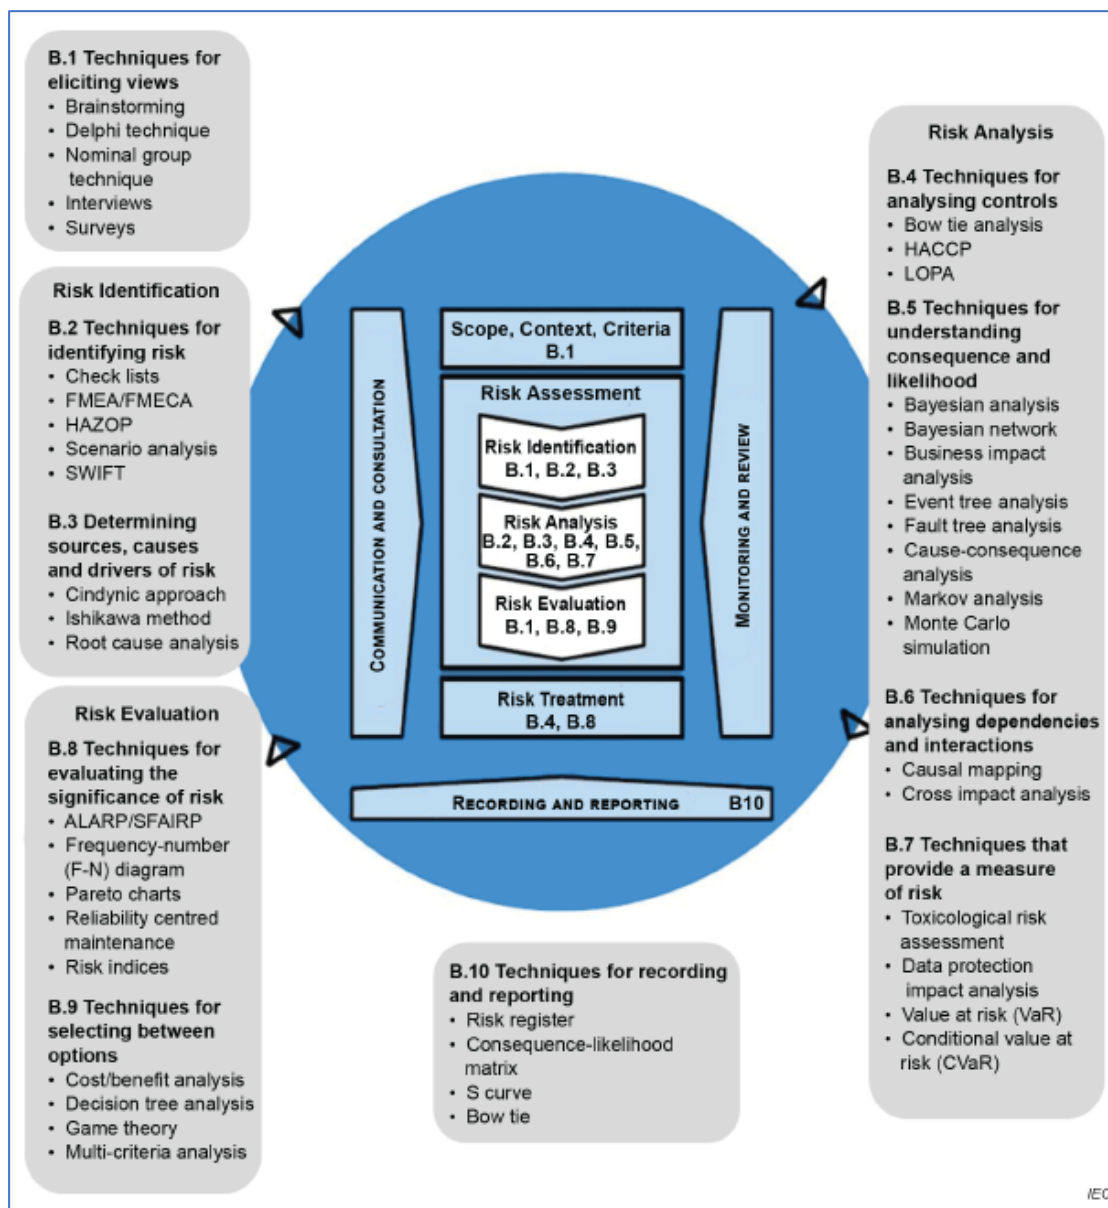 B.1 Techniques for
eliciting views
• Brainstorming
• Delphi technique
• Nominal group
technique
• Interviews
• Surveys
Risk Identification
B.2 Techniques for
identifying risk
• Check lists
• FMEA/FMECA
• HAZOP
• Scenario analysis
• SWIFT
B.3 Determining
sources, causes
and drivers of risk
• Cindynic approach
• Ishikawa method
• Root cause analysis
Risk Evaluation
B.8 Techniques for
evaluating the
significance of risk
• ALARP/SFAIRP
• Frequency-number
(F-N) diagram
• Pareto charts
• Reliability centred
maintenance
• Risk indices
B.9 Techniques for
selecting between
options
• Cost/benefit analysis
• Decision tree analysis
• Game theory
• Multi-criteria analysis
COMMUNICATION AND CONSULTATION
Scope, Context, Criteria
B.1
Risk Assessment
Risk Identification
B.1, B.2, B.3
Risk Analysis
B.2, B.3, B.4, B.5,
B.6, B.7
Risk Evaluation
B.1, B.8, B.9
Risk Treatment
B.4, B.8
MONITORING AND REVIEW
RECORDING AND REPORTING B10
B.10 Techniques for recording
and reporting
• Risk register
• Consequence-likelihood
matrix
• S curve
• Bow tie
Risk Analysis
B.4 Techniques for
analysing controls
• Bow tie analysis
• HACCP
• LOPA
B.5 Techniques for
understanding
consequence and
likelihood
• Bayesian analysis
• Bayesian network
• Business impact
analysis
• Event tree analysis
• Fault tree analysis
• Cause-consequence
analysis
• Markov analysis
• Monte Carlo
simulation
B.6 Techniques for
analysing dependencies
and interactions
• Causal mapping
• Cross impact analysis
B.7 Techniques that
provide a measure
of risk
• Toxicological risk
assessment
• Data protection
impact analysis
• Value at risk (VaR)
• Conditional value at
risk (CVaR)
IEC